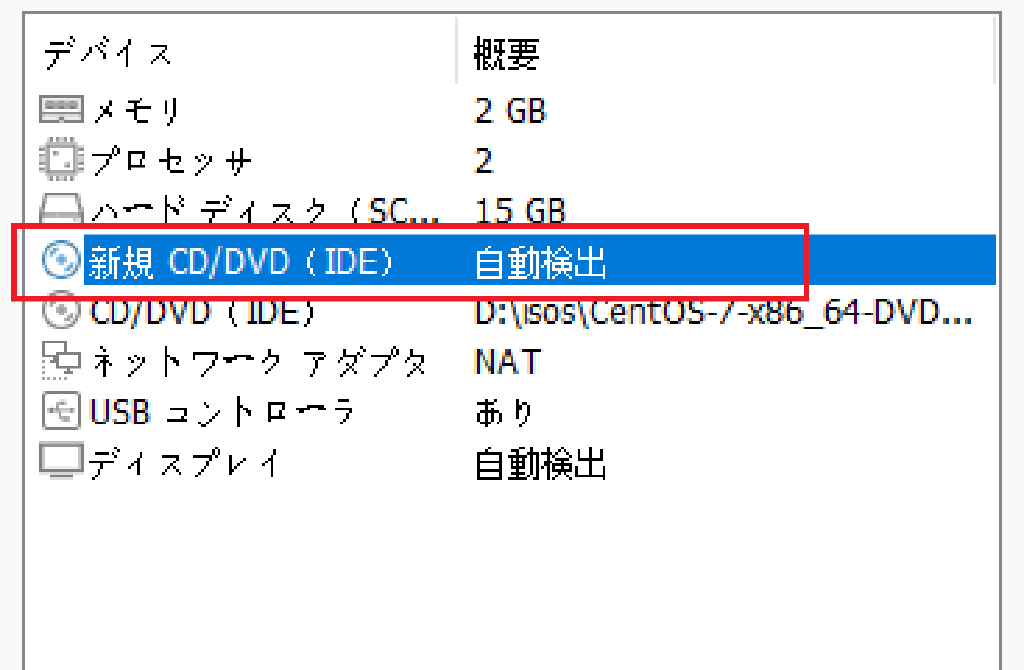 デバイス 概要
メモリ 2 GB
プロセッサ 2
ハード ディスク（SC... 15 GB
新規 CD/DVD（IDE） 自動検出
CD/DVD（IDE） D:\isos\CentOS-7-x86_64-DVD...
ネットワーク アダプタ NAT
USB コントローラ あり
ディスプレイ 自動検出